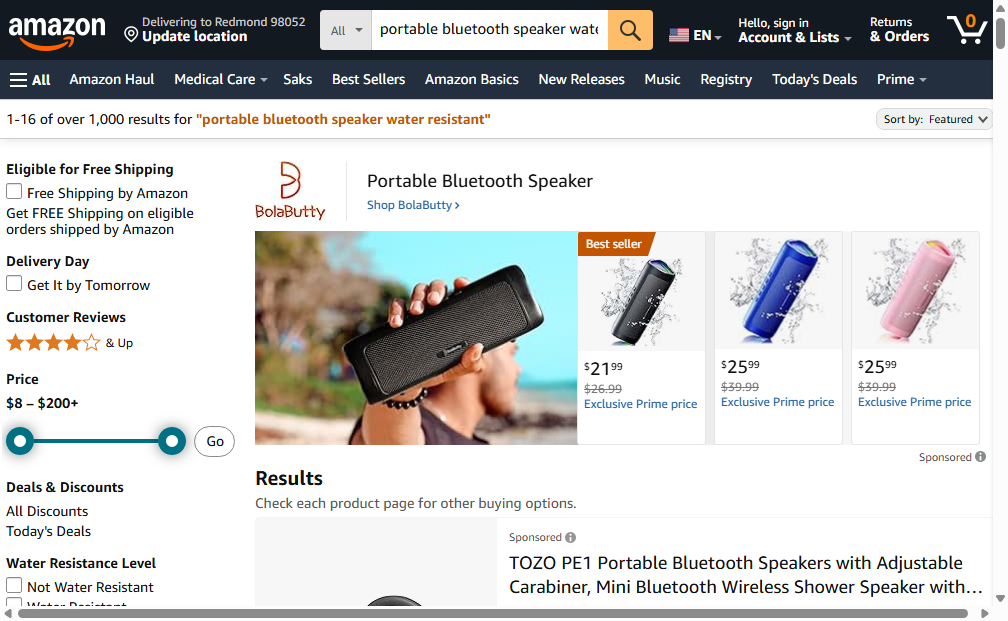 amazon
Delivering to Redmond 98052
Update location
All
portable bluetooth speaker wate
EN
Hello, sign in
Account & Lists
Returns
& Orders
0
All
Amazon Haul
Medical Care
Saks
Best Sellers
Amazon Basics
New Releases
Music
Registry
Today's Deals
Prime
1-16 of over 1,000 results for "portable bluetooth speaker water resistant"
Sort by: Featured
Eligible for Free Shipping
Free Shipping by Amazon
Get FREE Shipping on eligible
orders shipped by Amazon
Delivery Day
Get It by Tomorrow
Customer Reviews
& Up
Price
$8 – $200+
Go
Deals & Discounts
All Discounts
Today's Deals
Water Resistance Level
Not Water Resistant
Water Resistant
BolaButty
Portable Bluetooth Speaker
Shop BolaButty ›
Best seller
$21.99
$26.99
Exclusive Prime price
$25.99
$39.99
Exclusive Prime price
$25.99
$39.99
Exclusive Prime price
Sponsored
Results
Check each product page for other buying options.
Sponsored
TOZO PE1 Portable Bluetooth Speakers with Adjustable
Carabiner, Mini Bluetooth Wireless Shower Speaker with…